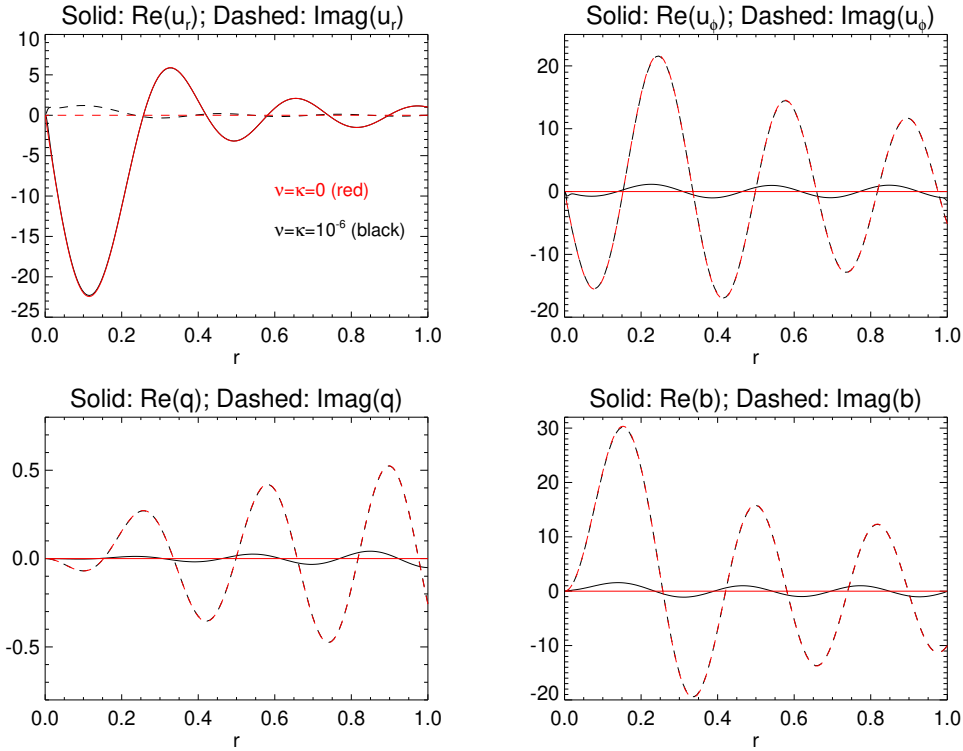 Solid: Re(u_r); Dashed: Imag(u_r)
5
0
-5
-10
-15
-20
-25
ν=κ=0 (red)
ν=κ=10⁻⁶ (black)
0.0 0.2 0.4 0.6 0.8 1.0
r
Solid: Re(u_ϕ); Dashed: Imag(u_ϕ)
20
10
0
-10
-20
0.0 0.2 0.4 0.6 0.8 1.0
r
Solid: Re(q); Dashed: Imag(q)
0.5
0.0
-0.5
0.0 0.2 0.4 0.6 0.8 1.0
r
Solid: Re(b); Dashed: Imag(b)
30
20
10
0
-10
-20
0.0 0.2 0.4 0.6 0.8 1.0
r